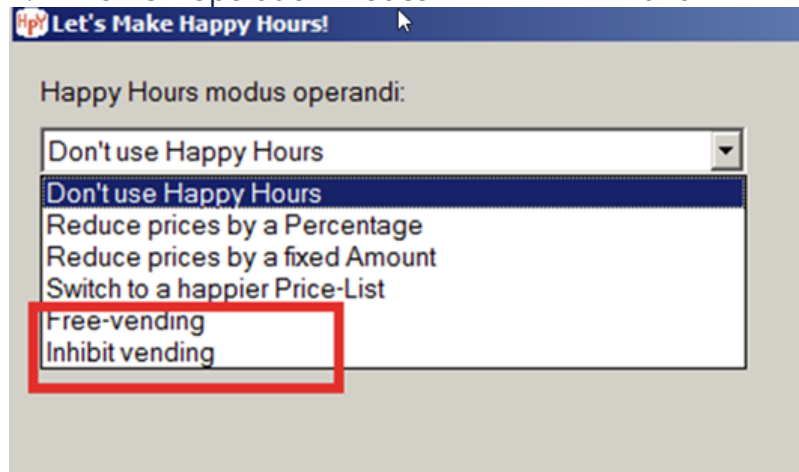 HpY Let's Make Happy Hours!
Happy Hours modus operandi:
Don't use Happy Hours
Don't use Happy Hours
Reduce prices by a Percentage
Reduce prices by a fixed Amount
Switch to a happier Price-List
Free-vending
Inhibit vending